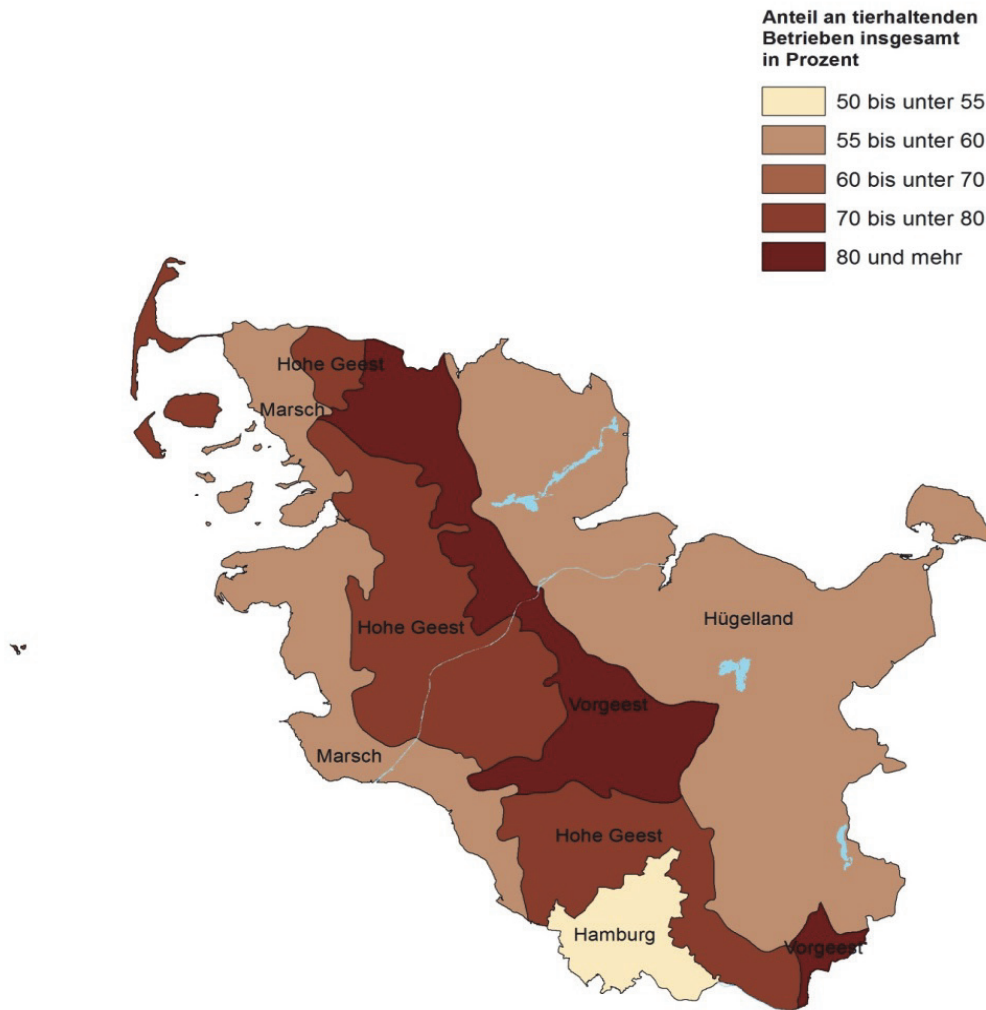 Anteil an tierhaltenden
Betrieben insgesamt
in Prozent
50 bis unter 55
55 bis unter 60
60 bis unter 70
70 bis unter 80
80 und mehr
Hohe Geest
Marsch
Hügelland
Hohe Geest
Vorgeest
Marsch
Hohe Geest
Hamburg
Vorgeest